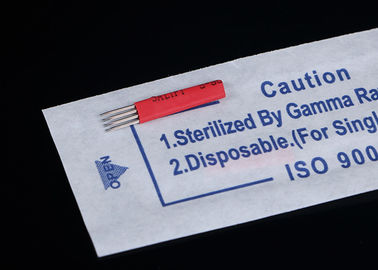 Caution
1.Sterilized By Gamma Ra
2.Disposable.(For Singl
ISO 900
OPEN